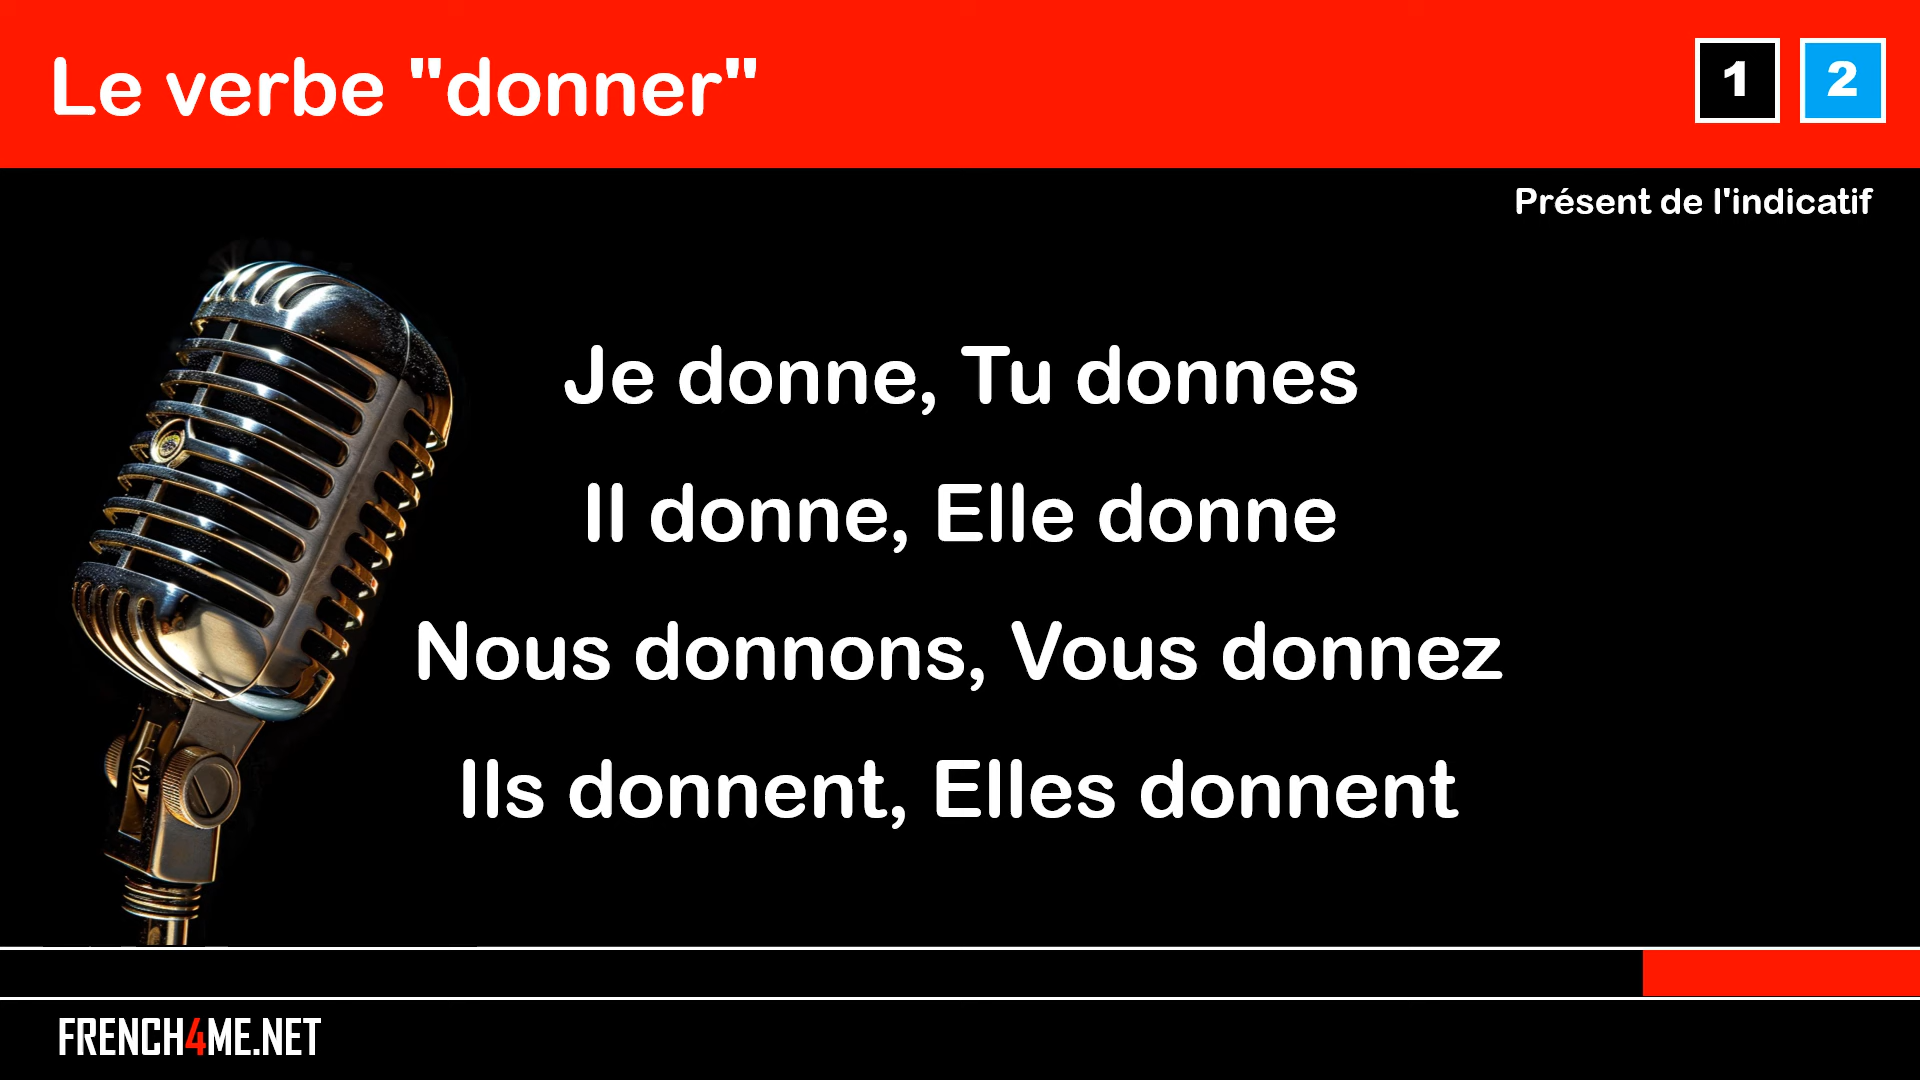 Le verbe "donner"
1 2
Présent de l'indicatif
Je donne, Tu donnes
Il donne, Elle donne
Nous donnons, Vous donnez
Ils donnent, Elles donnent
FRENCH4ME.NET